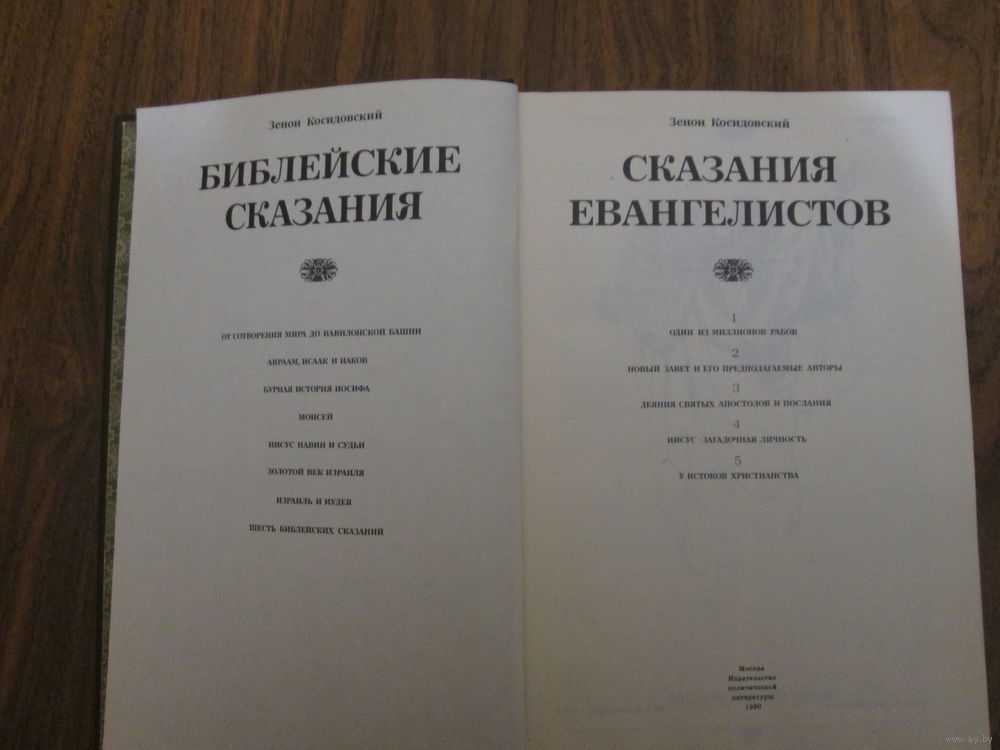 Зенон Косидовский
БИБЛЕЙСКИЕ
СКАЗАНИЯ
ОТ СОТВОРЕНИЯ МИРА ДО ВАВИЛОНСКОЙ БАШНИ
АВРААМ, ИСААК И ИАКОВ
БУРНАЯ ИСТОРИЯ ИОСИФА
МОИСЕЙ
ИИСУС НАВИН И СУДЬИ
ЗОЛОТОЙ ВЕК ИЗРАИЛЯ
ИЗРАИЛЬ И ИУДЕЯ
ШЕСТЬ БИБЛЕЙСКИХ СКАЗАНИЙ
Зенон Косидовский
СКАЗАНИЯ
ЕВАНГЕЛИСТОВ
1
ОДИН ИЗ МИЛЛИОНОВ РАБОВ
2
НОВЫЙ ЗАВЕТ И ЕГО ПРЕДПОЛАГАЕМЫЕ АВТОРЫ
3
ДЕЯНИЯ СВЯТЫХ АПОСТОЛОВ И ПОСЛАНИЯ
4
ИИСУС - ЗАГАДОЧНАЯ ЛИЧНОСТЬ
5
У ИСТОКОВ ХРИСТИАНСТВА
Москва
Издательство
политической
литературы
1990
www.ay.by